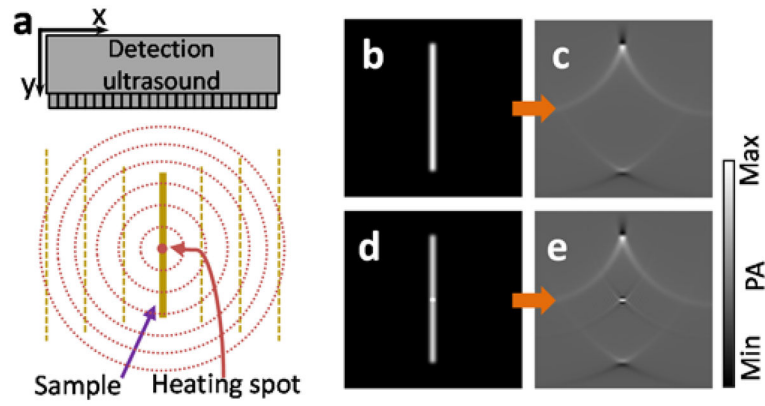 a
x
y
Detection
ultrasound
Sample
Heating spot
b
c
d
e
Max
PA
Min